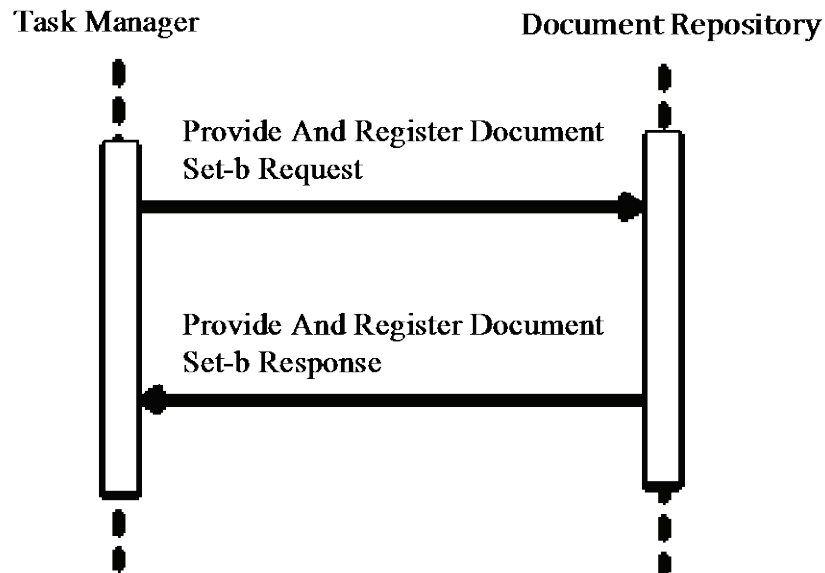 Task Manager
Document Repository
Provide And Register Document
Set-b Request
Provide And Register Document
Set-b Response